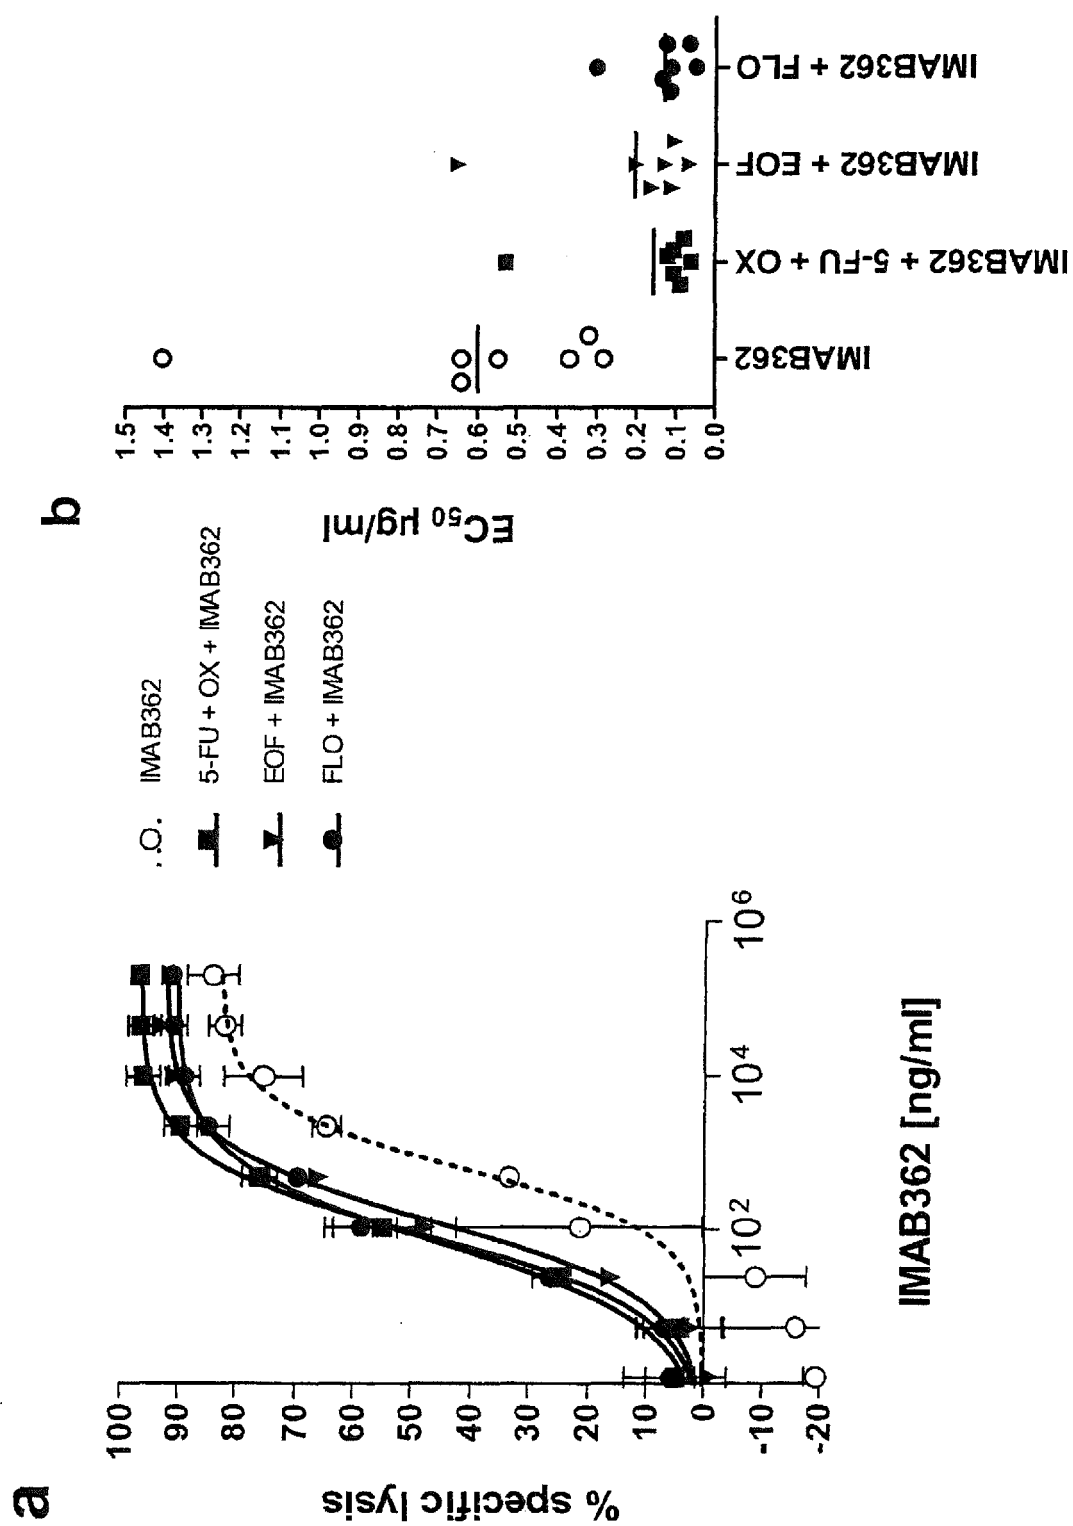 a
% specific lysis
100
90
80
70
60
50
40
30
20
10
0
-10
-20
10²
10⁴
10⁶
IMAB362 [ng/ml]
IMAB362
5-FU + OX + IMAB362
EOF + IMAB362
FLO + IMAB362
b
EC₅₀ µg/ml
1.5
1.4
1.3
1.2
1.1
1.0
0.9
0.8
0.7
0.6
0.5
0.4
0.3
0.2
0.1
0.0
IMAB362
IMAB362 + 5-FU + OX
IMAB362 + EOF
IMAB362 + FLO